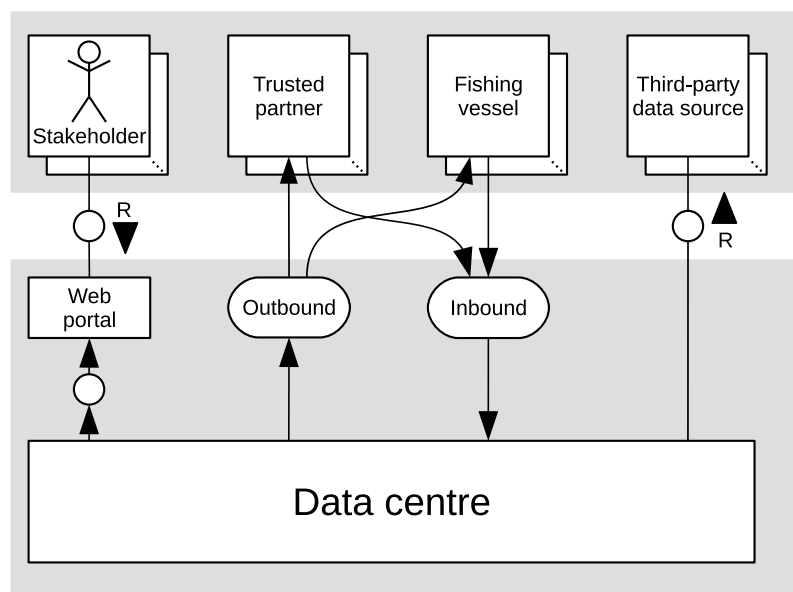 Stakeholder
Trusted
partner
Fishing
vessel
Third-party
data source
R
R
Web
portal
Outbound
Inbound
Data centre